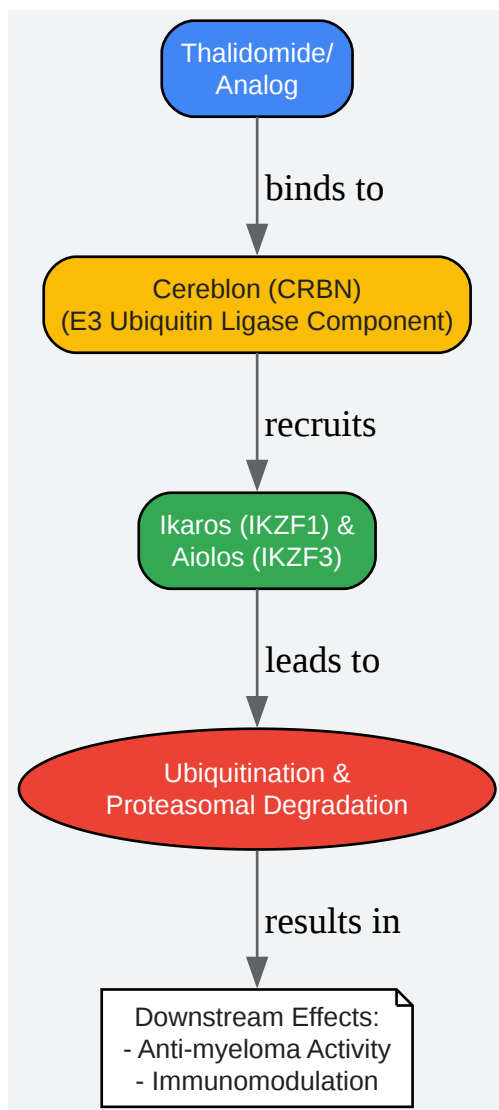 Thalidomide/
Analog
binds to
Cereblon (CRBN)
(E3 Ubiquitin Ligase Component)
recruits
Ikaros (IKZF1) &
Aiolos (IKZF3)
leads to
Ubiquitination &
Proteasomal Degradation
results in
Downstream Effects:
- Anti-myeloma Activity
- Immunomodulation